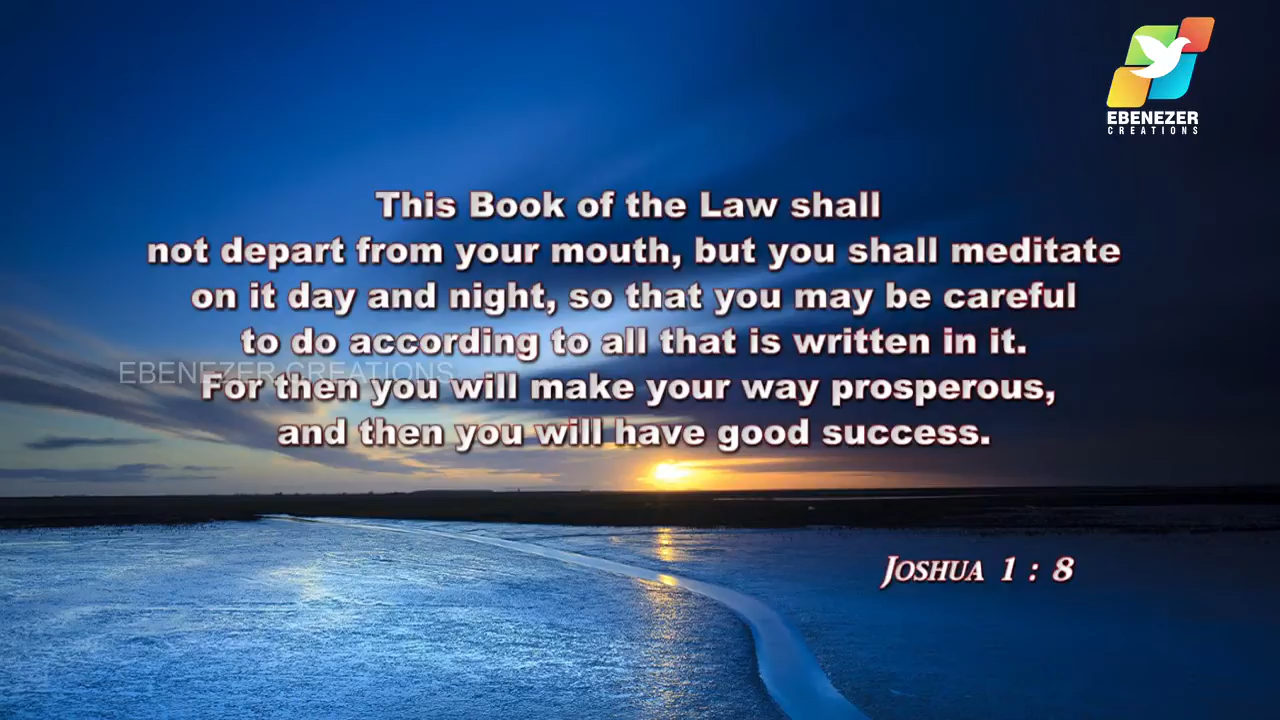 EBENEZER
CREATIONS
This Book of the Law shall
not depart from your mouth, but you shall meditate
on it day and night, so that you may be careful
to do according to all that is written in it.
EBENEZER CREATIONS
For then you will make your way prosperous,
and then you will have good success.
Joshua 1 : 8